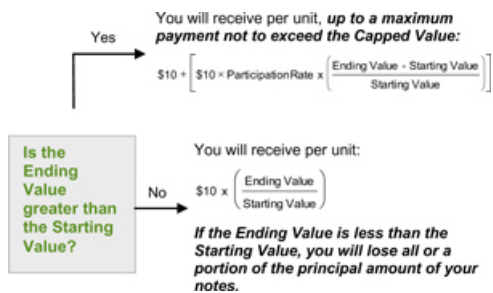 You will receive per unit, up to a maximum
payment not to exceed the Capped Value:
Yes
$10 + [ $10 × Participation Rate x ( Ending Value - Starting Value / Starting Value ) ]
Is the
Ending
Value
greater than
the Starting
Value?
No
You will receive per unit:
$10 x ( Ending Value / Starting Value )
If the Ending Value is less than the
Starting Value, you will lose all or a
portion of the principal amount of your
notes.